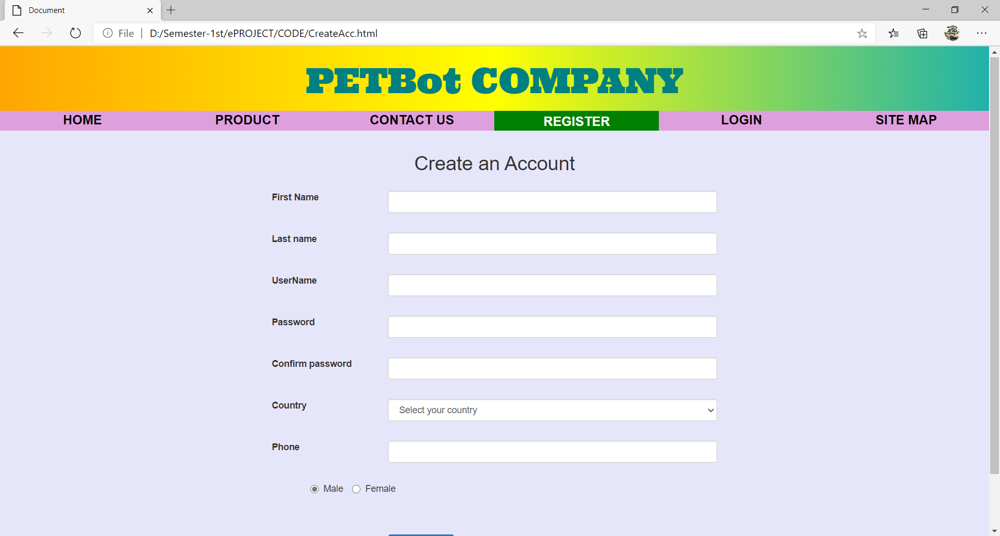 Document
File D:/Semester-1st/ePROJECT/CODE/CreateAcc.html
PETBot COMPANY
HOME PRODUCT CONTACT US REGISTER LOGIN SITE MAP
Create an Account
First Name
Last name
UserName
Password
Confirm password
Country Select your country
Phone
Male Female